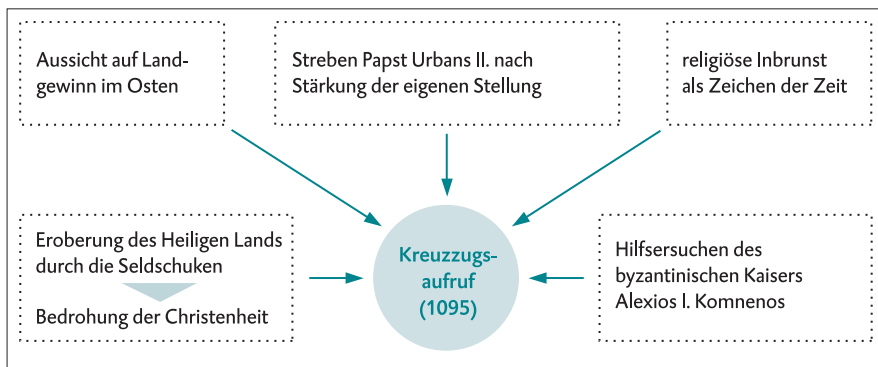 Aussicht auf Land-
gewinn im Osten
Streben Papst Urbans II. nach
Stärkung der eigenen Stellung
religiöse Inbrunst
als Zeichen der Zeit
Eroberung des Heiligen Lands
durch die Seldschuken
Bedrohung der Christenheit
Kreuzzugs-
aufruf
(1095)
Hilfsersuchen des
byzantinischen Kaisers
Alexios I. Komnenos